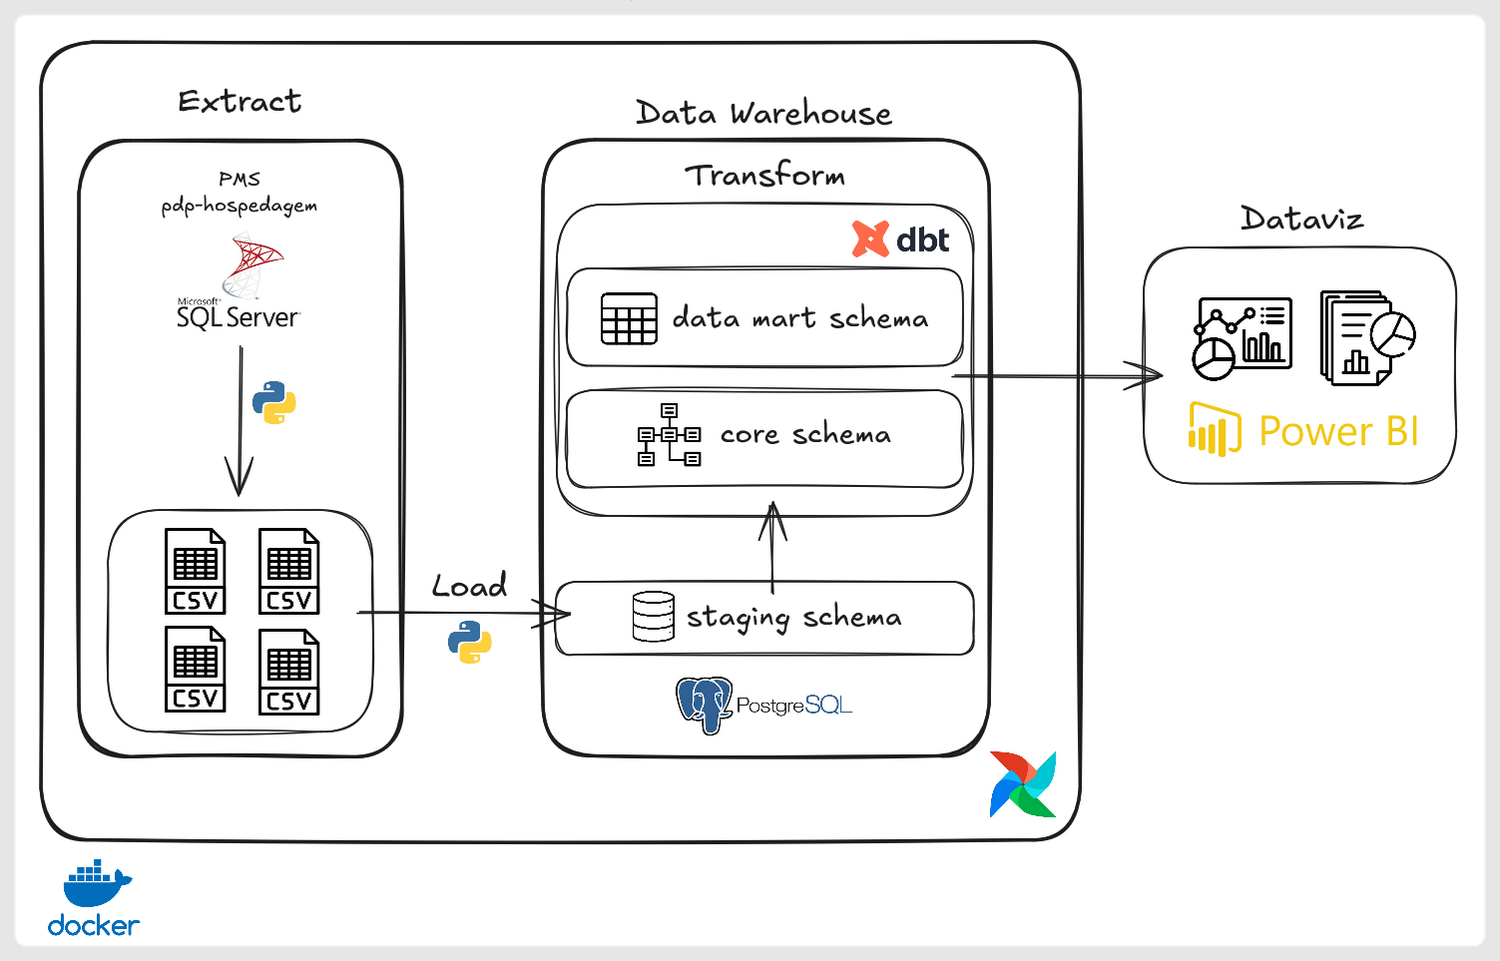 Extract
PMS
pdp-hospedagem
Microsoft®
SQL Server
CSV
CSV
CSV
CSV
Load
Data Warehouse
Transform
dbt
data mart schema
core schema
staging schema
PostgreSQL
Dataviz
Power BI
docker